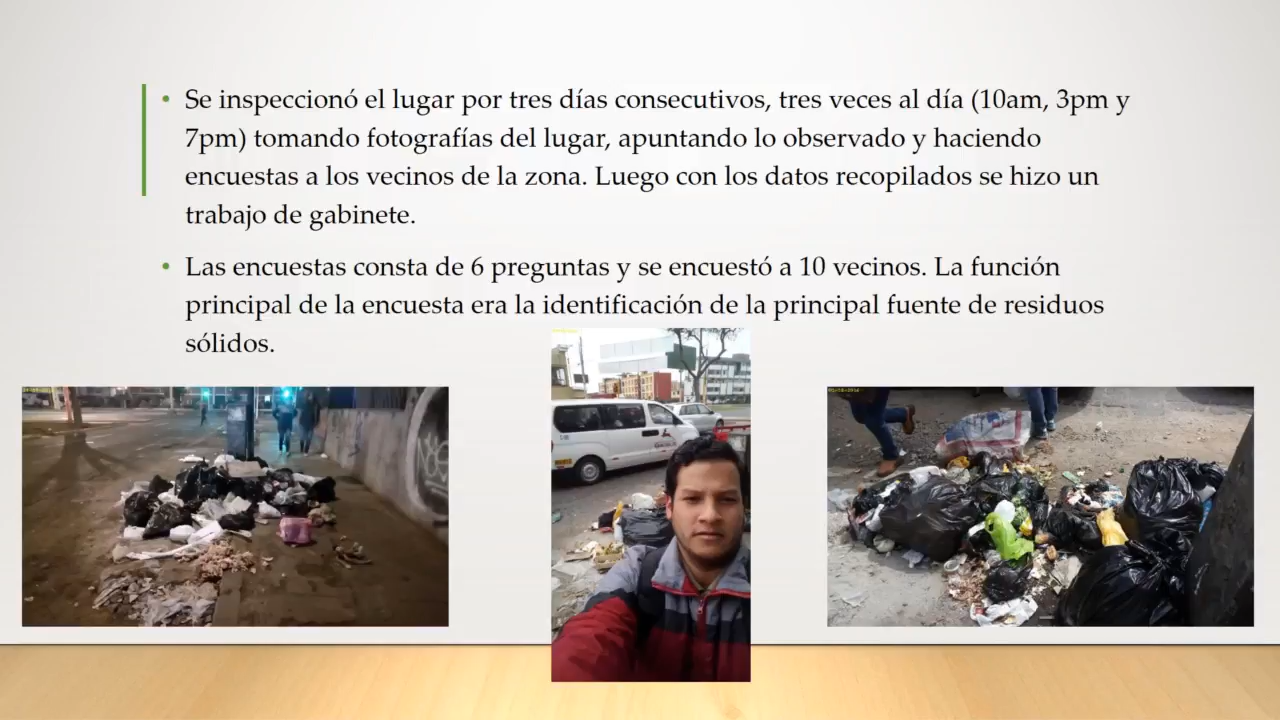 • Se inspeccionó el lugar por tres días consecutivos, tres veces al día (10am, 3pm y
7pm) tomando fotografías del lugar, apuntando lo observado y haciendo
encuestas a los vecinos de la zona. Luego con los datos recopilados se hizo un
trabajo de gabinete.
• Las encuestas consta de 6 preguntas y se encuestó a 10 vecinos. La función
principal de la encuesta era la identificación de la principal fuente de residuos
sólidos.